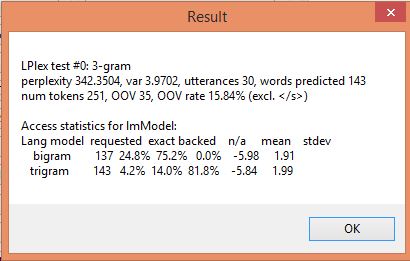 Result
LPlex test #0: 3-gram
perplexity 342.3504, var 3.9702, utterances 30, words predicted 143
num tokens 251, OOV 35, OOV rate 15.84% (excl. </s>)
Access statistics for lmModel:
Lang model requested exact backed n/a mean stdev
bigram 137 24.8% 75.2% 0.0% -5.98 1.91
trigram 143 4.2% 14.0% 81.8% -5.84 1.99
OK